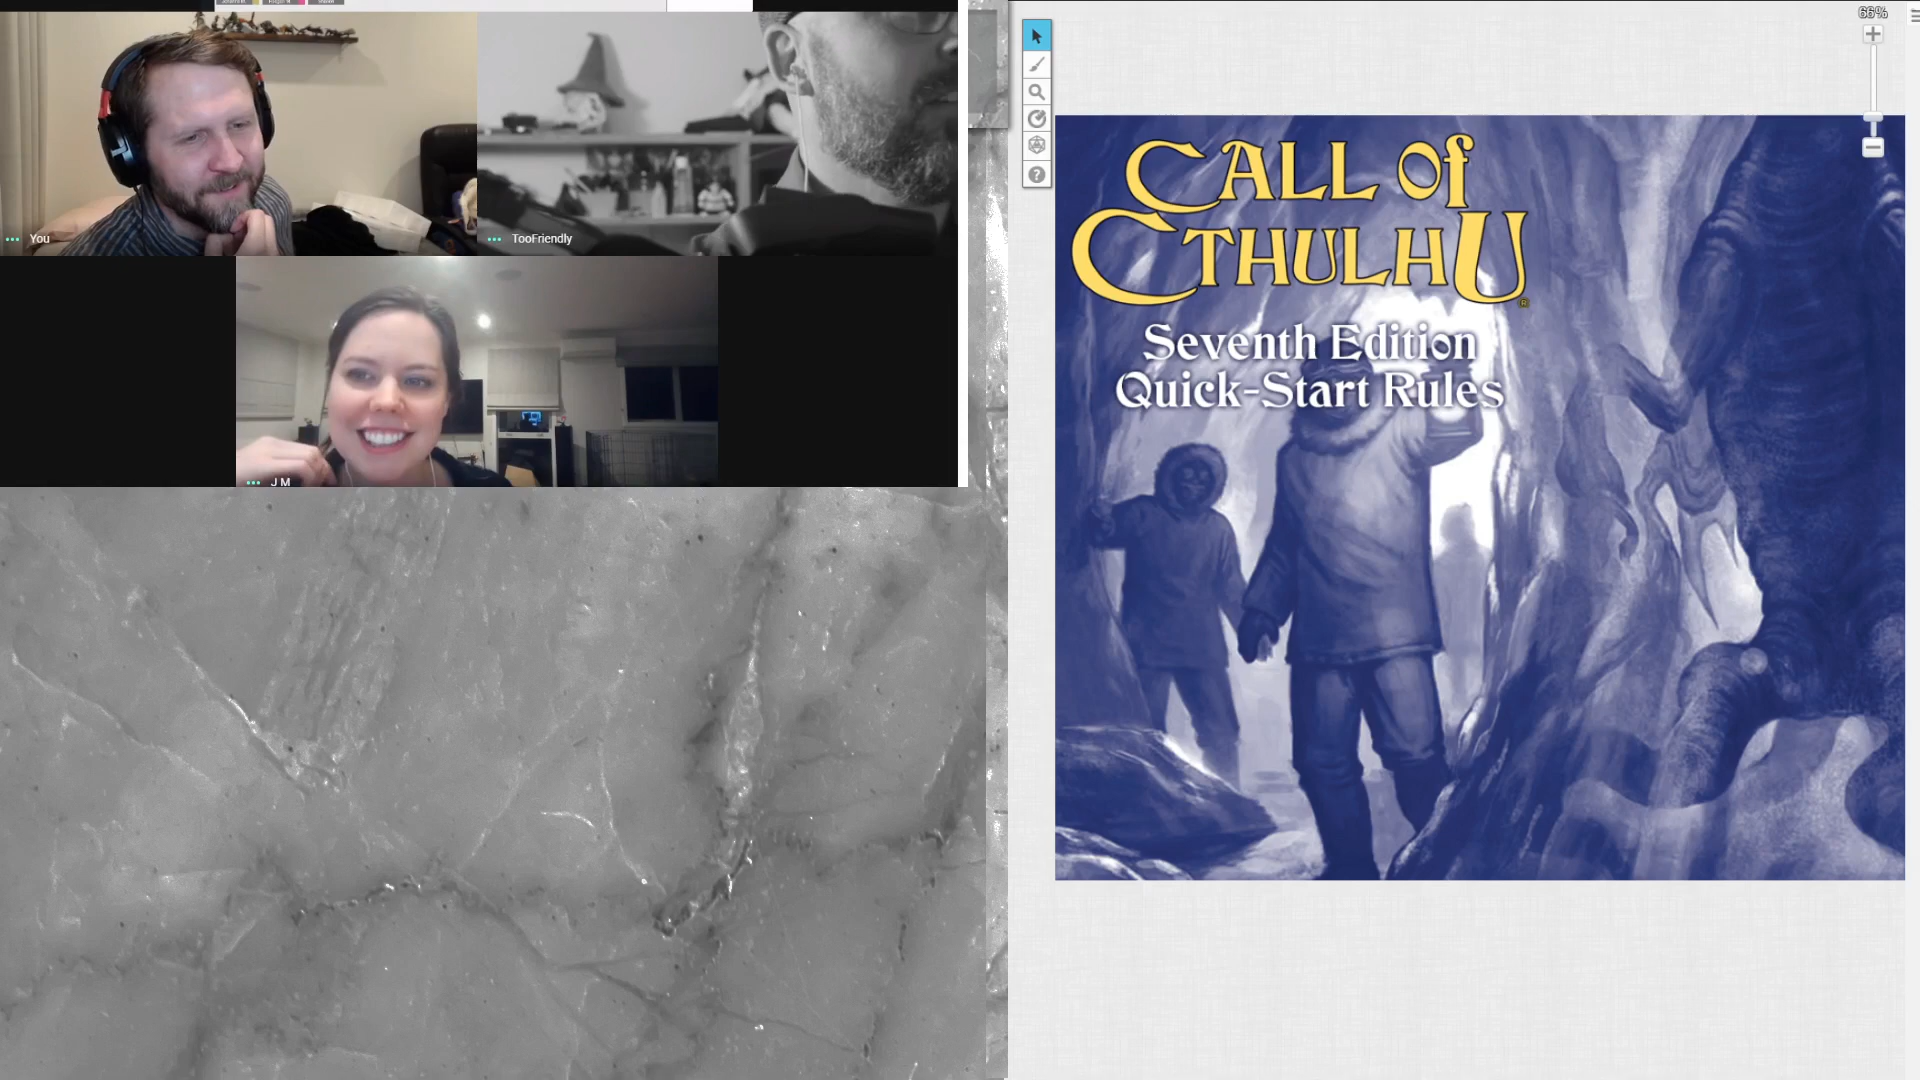 You
TooFriendly
J M
66%
CALL of
CTHULHU
®
Seventh Edition
Quick-Start Rules